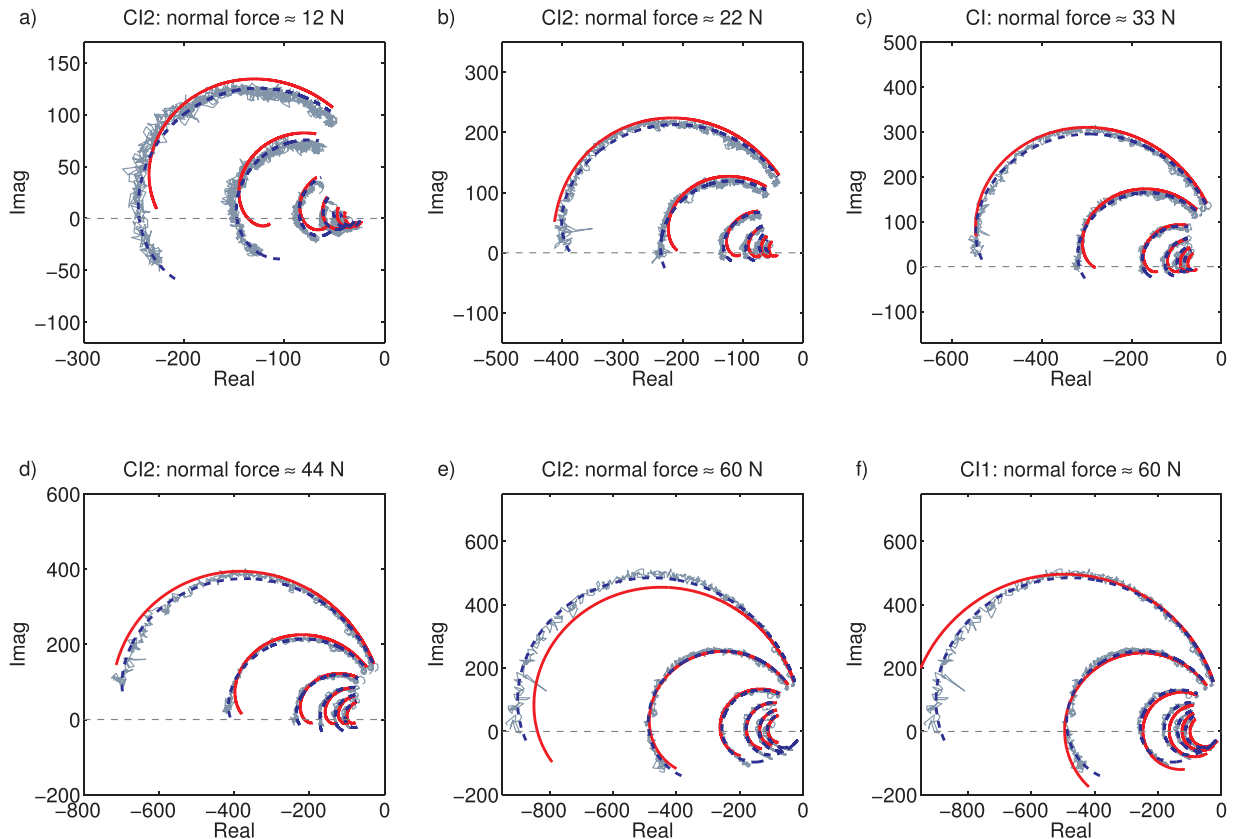 a) CI2: normal force ≈ 12 N
150
100
50
0
−50
−100
Imag
−300 −200 −100 0
Real
b) CI2: normal force ≈ 22 N
300
200
100
0
−100
Imag
−500 −400 −300 −200 −100 0
Real
c) CI: normal force ≈ 33 N
500
400
300
200
100
0
−100
Imag
−600 −400 −200 0
Real
d) CI2: normal force ≈ 44 N
600
400
200
0
−200
Imag
−800 −600 −400 −200 0
Real
e) CI2: normal force ≈ 60 N
600
400
200
0
−200
Imag
−800 −600 −400 −200 0
Real
f) CI1: normal force ≈ 60 N
600
400
200
0
−200
Imag
−800 −600 −400 −200 0
Real